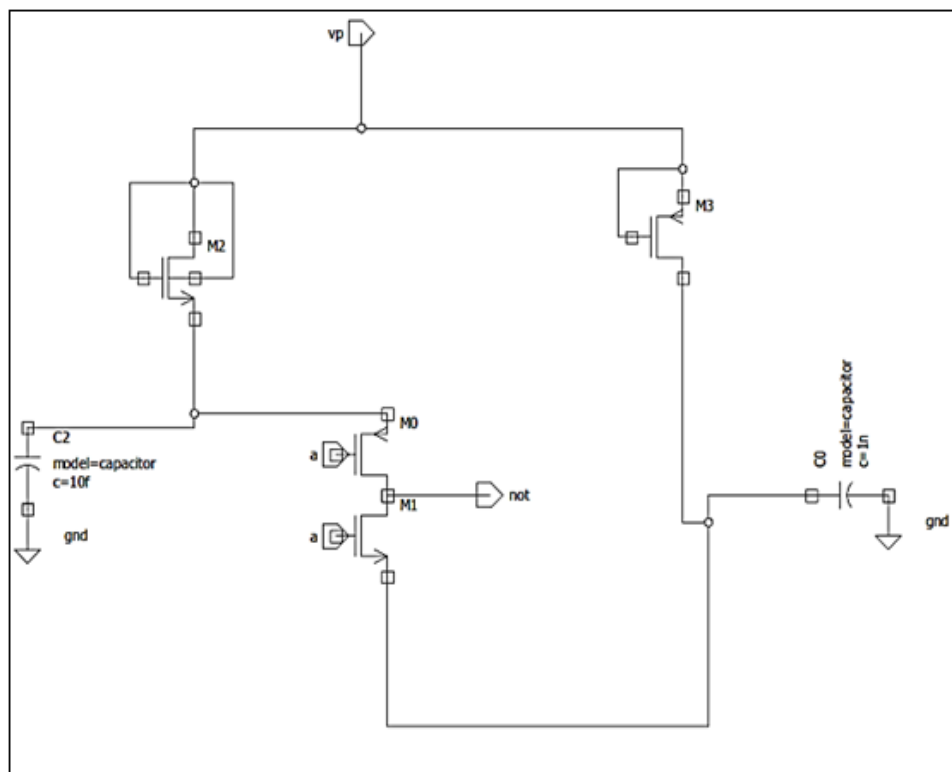 vp
M2
M3
C2
model=capacitor
c=10f
gnd
a
M0
M1
not
a
C0
model=capacitor
c=1n
gnd